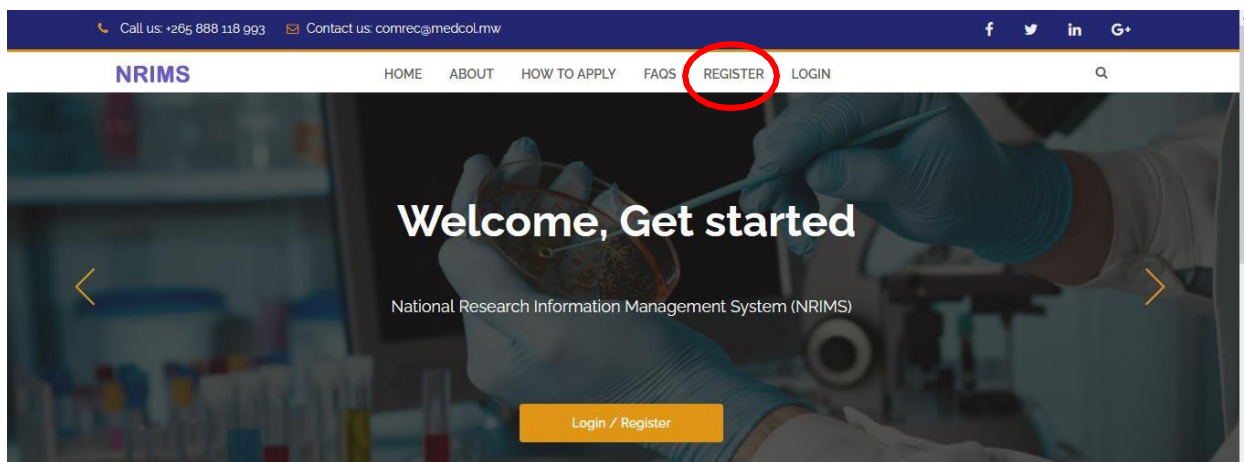 Call us: +265 888 118 993 Contact us: comrec@medcol.mw
NRIMS HOME ABOUT HOW TO APPLY FAQS REGISTER LOGIN
Welcome, Get started
National Research Information Management System (NRIMS)
Login / Register